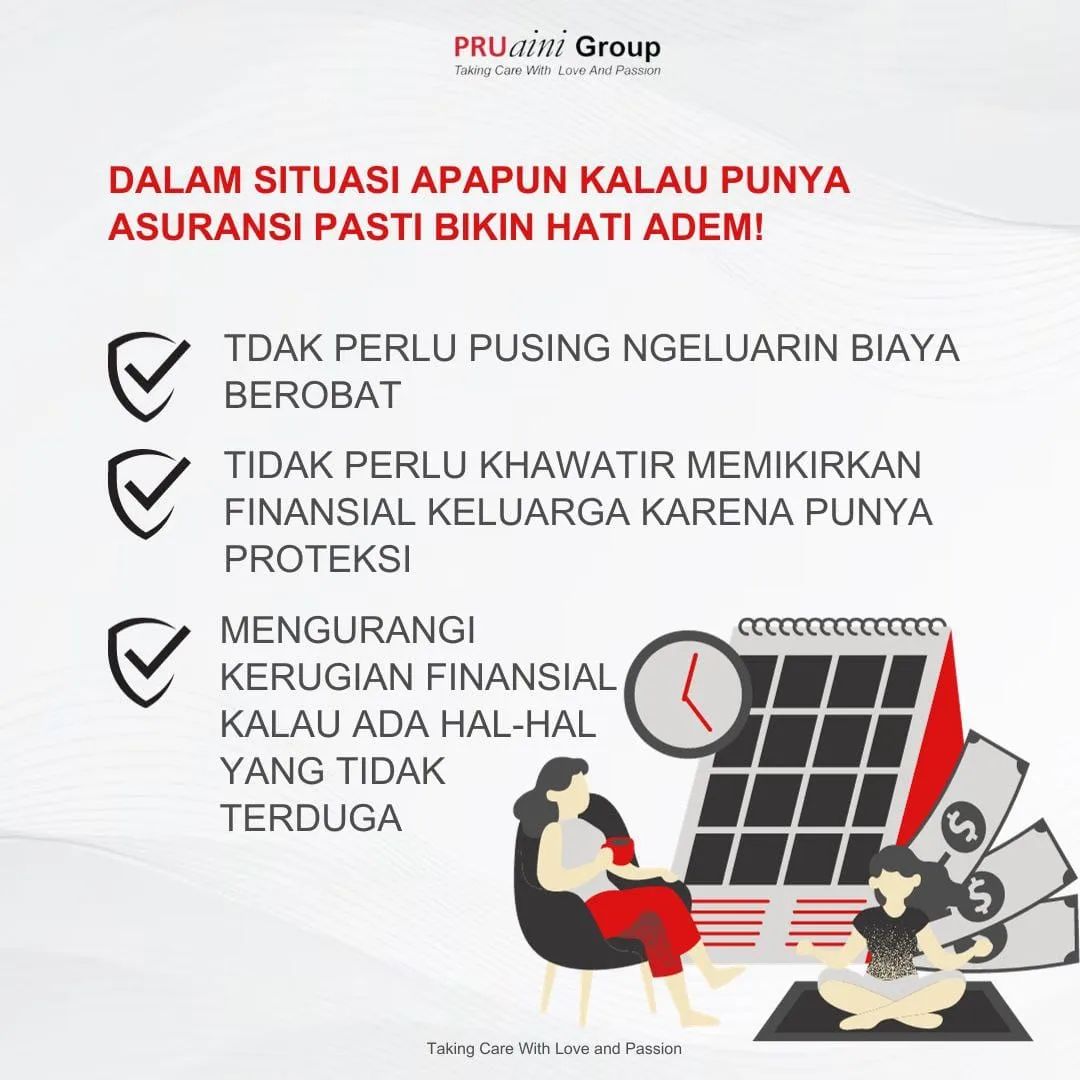 PRUaini Group
Taking Care With Love And Passion
DALAM SITUASI APAPUN KALAU PUNYA
ASURANSI PASTI BIKIN HATI ADEM!
TDAK PERLU PUSING NGELUARIN BIAYA
BEROBAT
TIDAK PERLU KHAWATIR MEMIKIRKAN
FINANSIAL KELUARGA KARENA PUNYA
PROTEKSI
MENGURANGI
KERUGIAN FINANSIAL
KALAU ADA HAL-HAL
YANG TIDAK
TERDUGA
$
$
Taking Care With Love and Passion